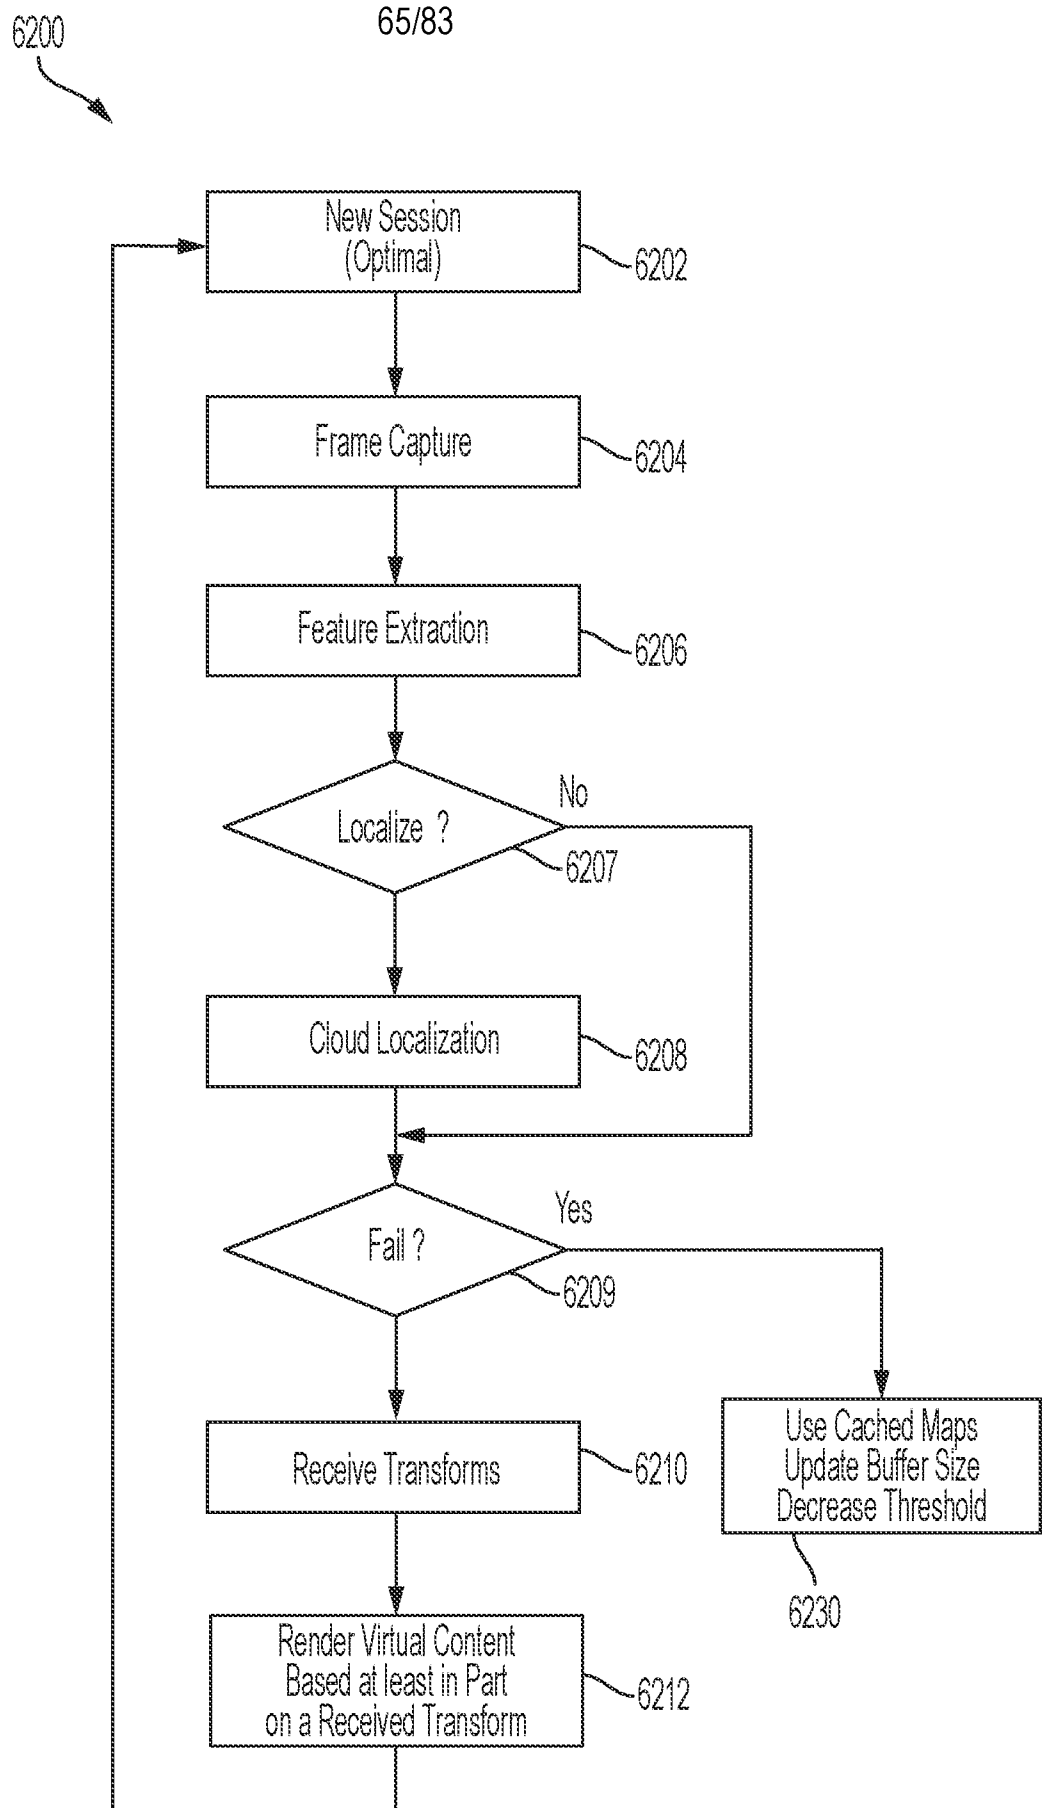 6200
65/83
New Session
(Optimal)
6202
Frame Capture
6204
Feature Extraction
6206
No
Localize ?
6207
Cloud Localization
6208
Yes
Fail ?
6209
Use Cached Maps
Update Buffer Size
Decrease Threshold
6230
Receive Transforms
6210
Render Virtual Content
Based at least in Part
on a Received Transform
6212